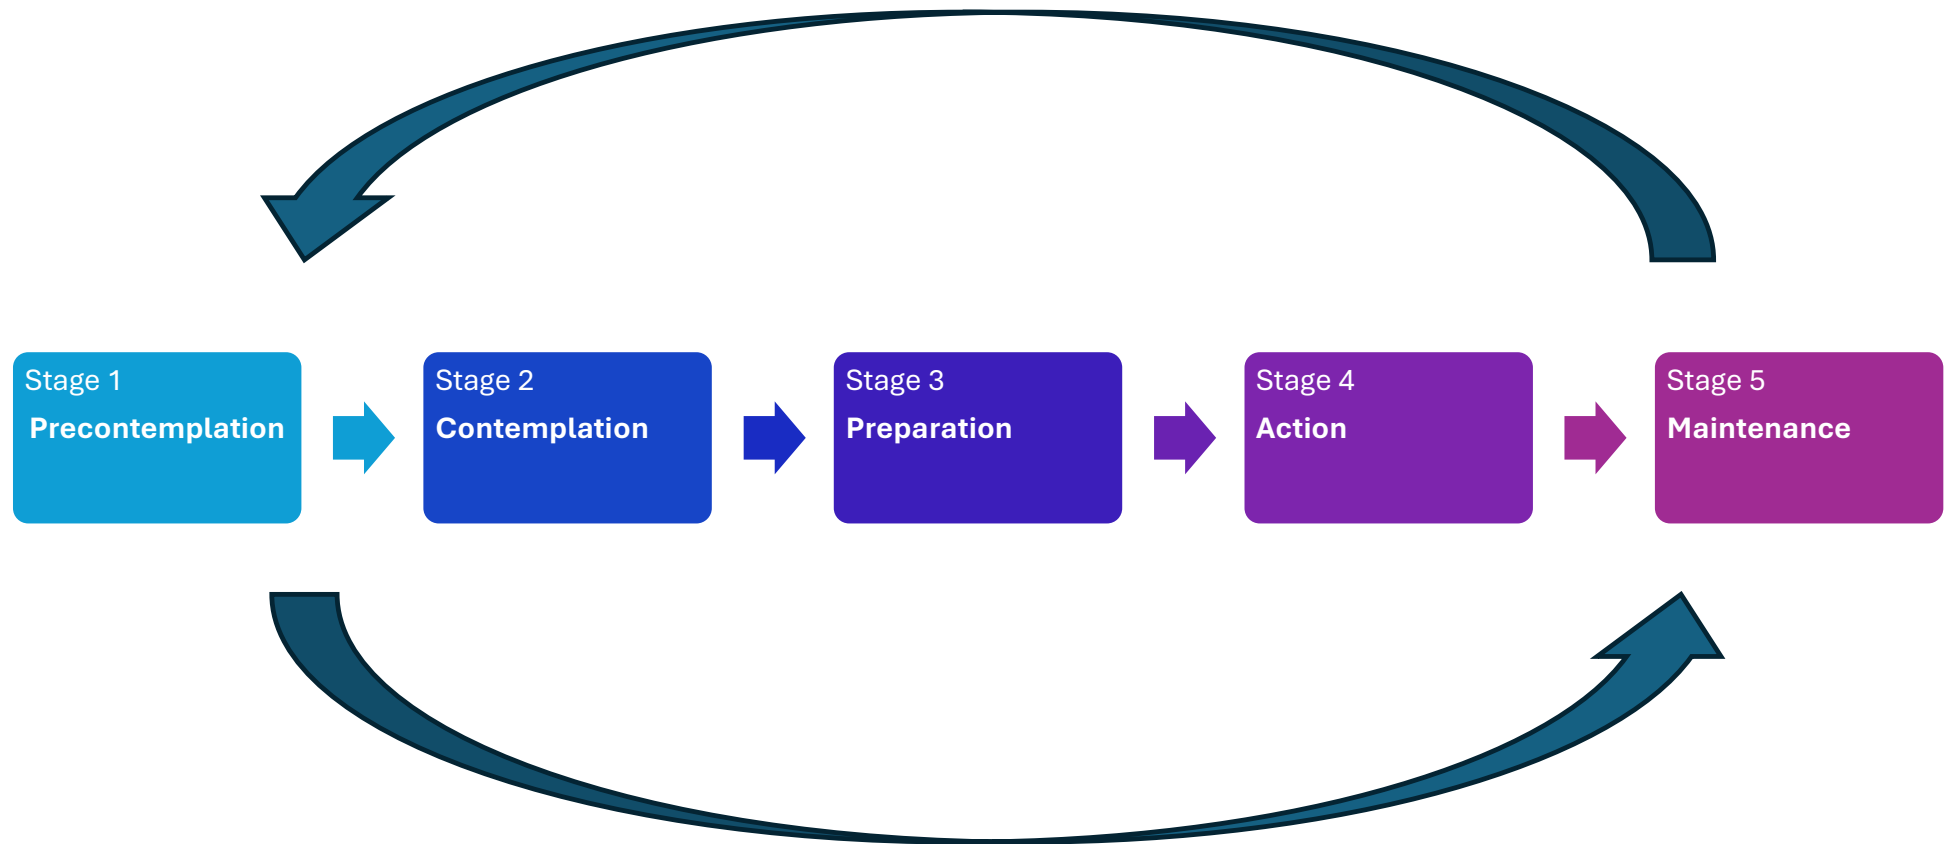 Stage 1
Precontemplation
Stage 2
Contemplation
Stage 3
Preparation
Stage 4
Action
Stage 5
Maintenance